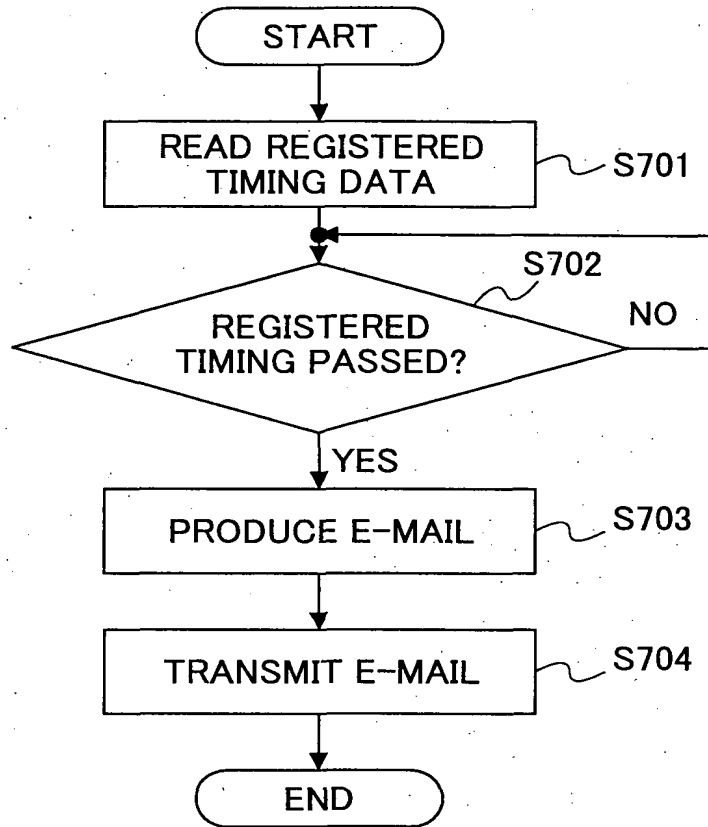 START
READ REGISTERED
TIMING DATA
S701
S702
REGISTERED
TIMING PASSED?
NO
YES
PRODUCE E-MAIL
S703
TRANSMIT E-MAIL
S704
END